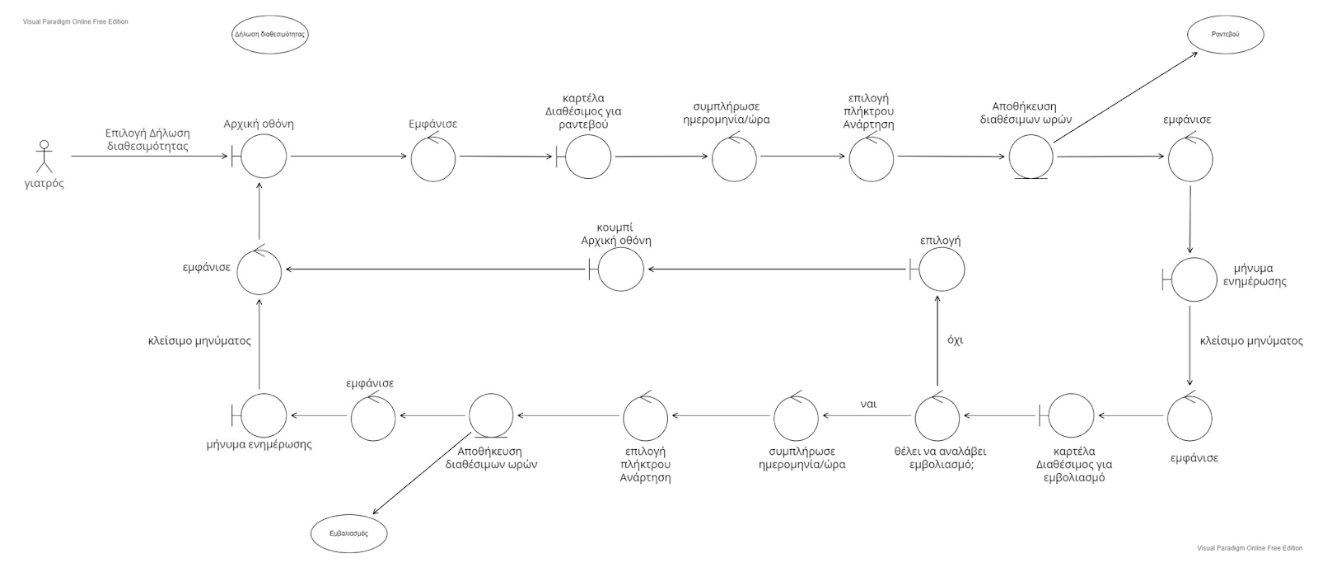 Visual Paradigm Online Free Edition
Δήλωση διαθεσιμότητας
Ραντεβού
γιατρός
Επιλογή Δήλωση
διαθεσιμότητας
Αρχική οθόνη
Εμφάνισε
καρτέλα
Διαθέσιμος για
ραντεβού
συμπλήρωσε
ημερομηνία/ώρα
επιλογή
πλήκτρου
Ανάρτηση
Αποθήκευση
διαθέσιμων ωρών
εμφάνισε
εμφάνισε
κουμπί
Αρχική οθόνη
επιλογή
μήνυμα
ενημέρωσης
κλείσιμο μηνύματος
όχι
κλείσιμο μηνύματος
μήνυμα ενημέρωσης
εμφάνισε
Αποθήκευση
διαθέσιμων ωρών
επιλογή
πλήκτρου
Ανάρτηση
συμπλήρωσε
ημερομηνία/ώρα
ναι
θέλει να αναλάβει
εμβολιασμό;
καρτέλα
Διαθέσιμος για
εμβολιασμό
εμφάνισε
Εμβολιασμός
Visual Paradigm Online Free Edition